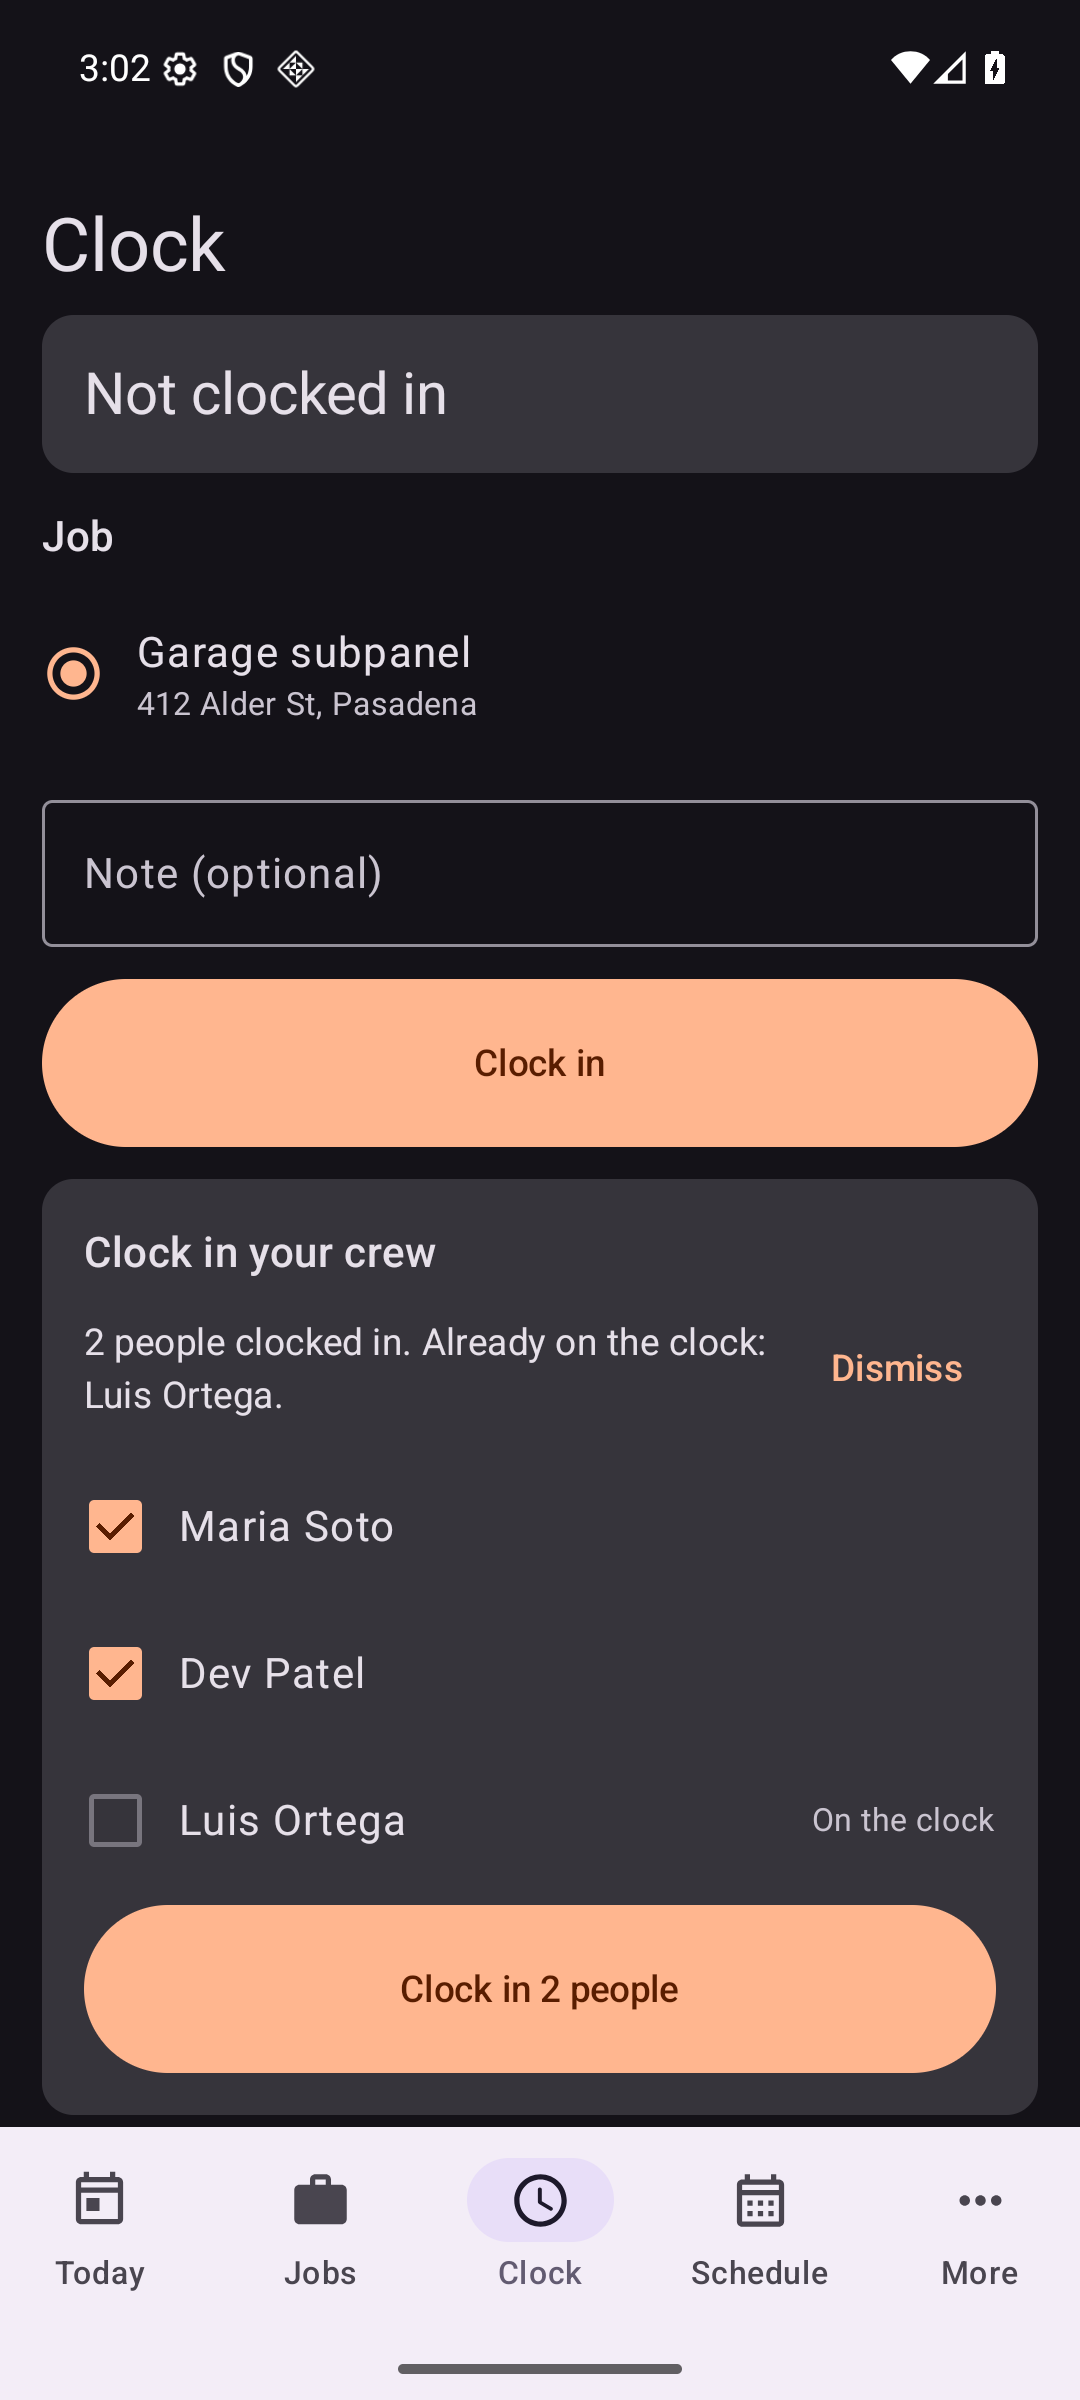 3:02
Clock
Not clocked in
Job
Garage subpanel
412 Alder St, Pasadena
Note (optional)
Clock in
Clock in your crew
2 people clocked in. Already on the clock:
Luis Ortega.
Dismiss
Maria Soto
Dev Patel
Luis Ortega
On the clock
Clock in 2 people
Today
Jobs
Clock
Schedule
More